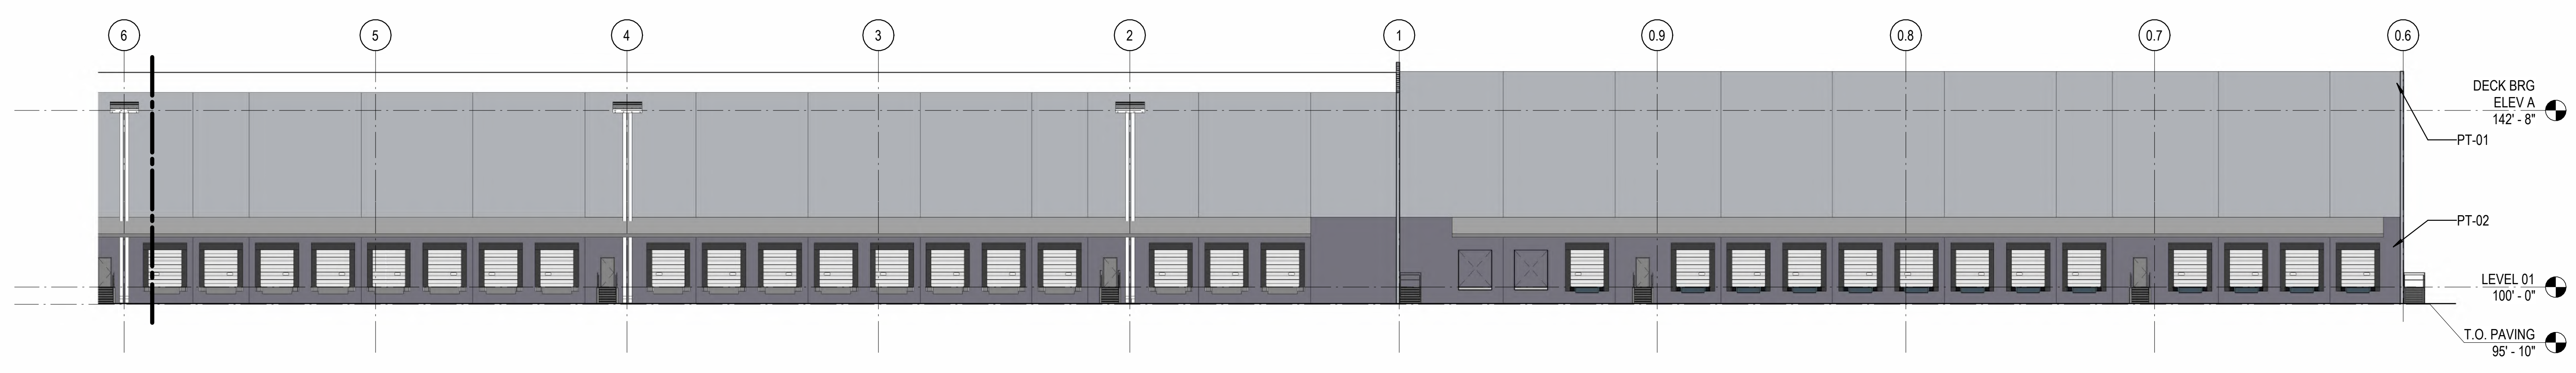 6
5
4
3
2
1
0.9
0.8
0.7
0.6
DECK BRG
ELEV A
142' - 8"
PT-01
PT-02
LEVEL 01
100' - 0"
T.O. PAVING
95' - 10"